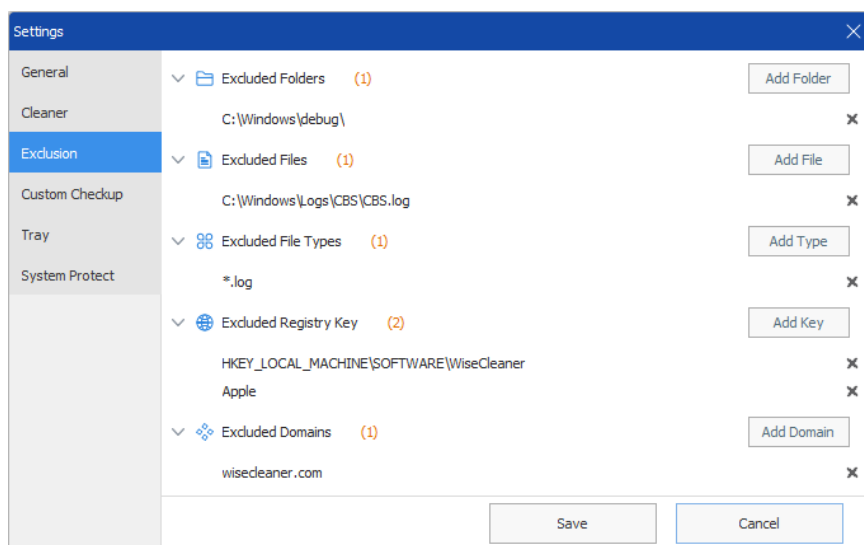 Settings
General
Cleaner
Exclusion
Custom Checkup
Tray
System Protect
Excluded Folders (1) Add Folder
C:\Windows\debug\
Excluded Files (1) Add File
C:\Windows\Logs\CBS\CBS.log
Excluded File Types (1) Add Type
*.log
Excluded Registry Key (2) Add Key
HKEY_LOCAL_MACHINE\SOFTWARE\WiseCleaner
Apple
Excluded Domains (1) Add Domain
wisecleaner.com
Save Cancel